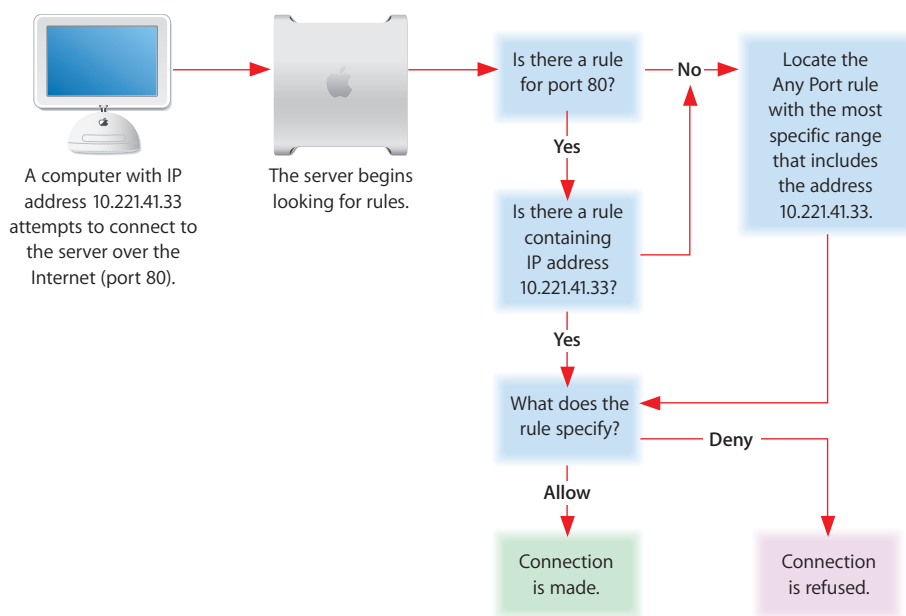 A computer with IP
address 10.221.41.33
attempts to connect to
the server over the
Internet (port 80).
The server begins
looking for rules.
Is there a rule
for port 80?
No
Locate the
Any Port rule
with the most
specific range
that includes
the address
10.221.41.33.
Yes
Is there a rule
containing
IP address
10.221.41.33?
Yes
What does the
rule specify?
Deny
Allow
Connection
is made.
Connection
is refused.